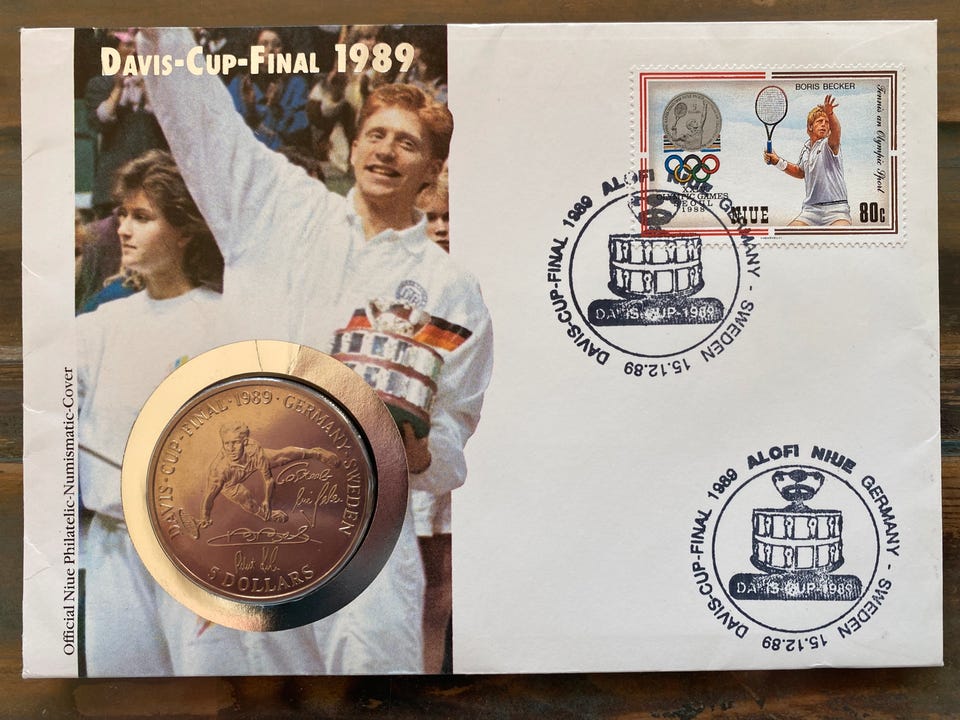 DAVIS-CUP-FINAL 1989
Official Niue Philatelic-Numismatic-Cover
DAVIS-CUP-FINAL·1989·GERMANY·SWEDEN
5 DOLLARS
BORIS BECKER
Tennis an Olympic Sport
OLYMPIC GAMES
SEOUL
1988
NIUE
80c
DAVIS-CUP-FINAL 1989 ALOFI NIUE GERMANY - SWEDEN 15.12.89
DAVIS-CUP-1989
DAVIS-CUP-FINAL 1989 ALOFI NIUE GERMANY - SWEDEN 15.12.89
DAVIS-CUP-1989